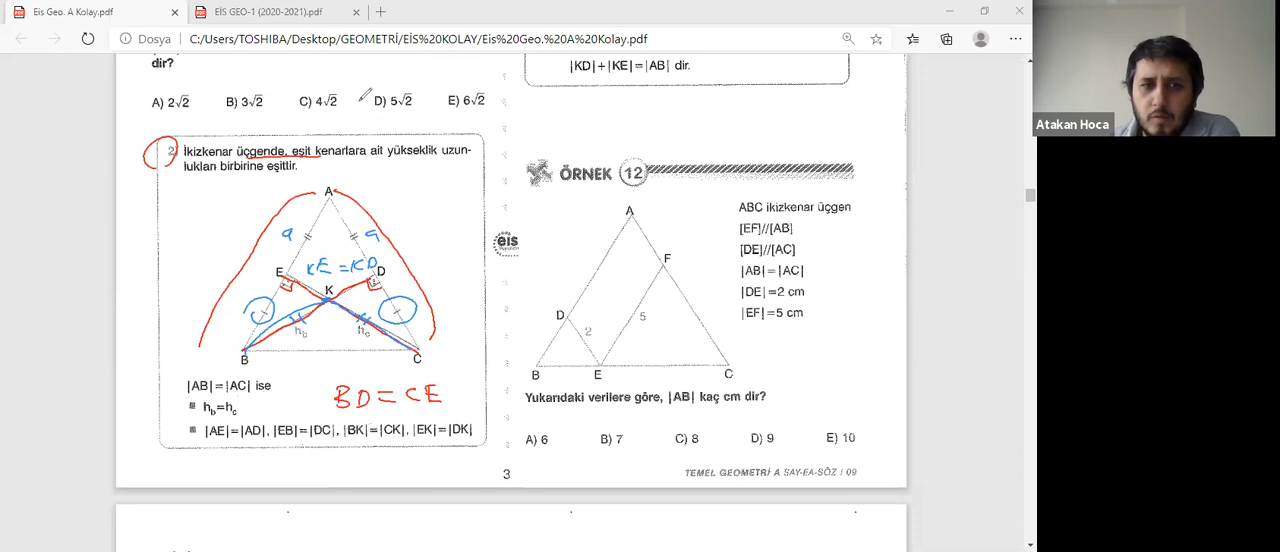 Eis Geo. A Kolay.pdf
EİS GEO-1 (2020-2021).pdf
Dosya
C:/Users/TOSHIBA/Desktop/GEOMETRİ/EİS%20KOLAY/Eis%20Geo.%20A%20Kolay.pdf
dir?
A) 2√2 B) 3√2 C) 4√2 D) 5√2 E) 6√2
2. İkizkenar üçgende, eşit kenarlara ait yükseklik uzun-
lukları birbirine eşittir.
A
a a
E KE = KD D
K
h_b h_c
B C
|AB|=|AC| ise
BD = CE
h_b=h_c
|AE|=|AD|, |EB|=|DC|, |BK|=|CK|, |EK|=|DK|
|KD|+|KE|=|AB| dir.
eis
ÖRNEK 12
A
F
D
2 5
B E C
ABC ikizkenar üçgen
[EF]//[AB]
[DE]//[AC]
|AB|=|AC|
|DE|=2 cm
|EF|=5 cm
Yukarıdaki verilere göre, |AB| kaç cm dir?
A) 6 B) 7 C) 8 D) 9 E) 10
3
TEMEL GEOMETRİ A SAY-EA-SÖZ / 09
Atakan Hoca